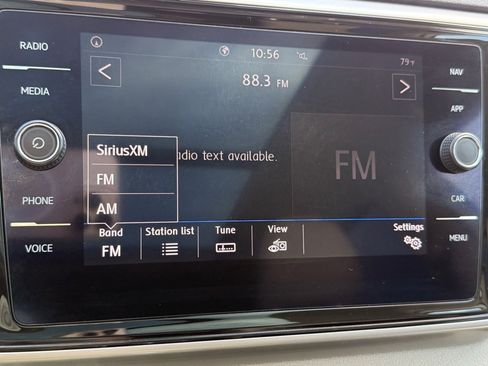 RADIO
MEDIA
PHONE
VOICE
10:56
79°F
88.3 FM
SiriusXM
FM
AM
adio text available.
FM
Band
FM
Station list
Tune
View
Settings
NAV
APP
CAR
MENU